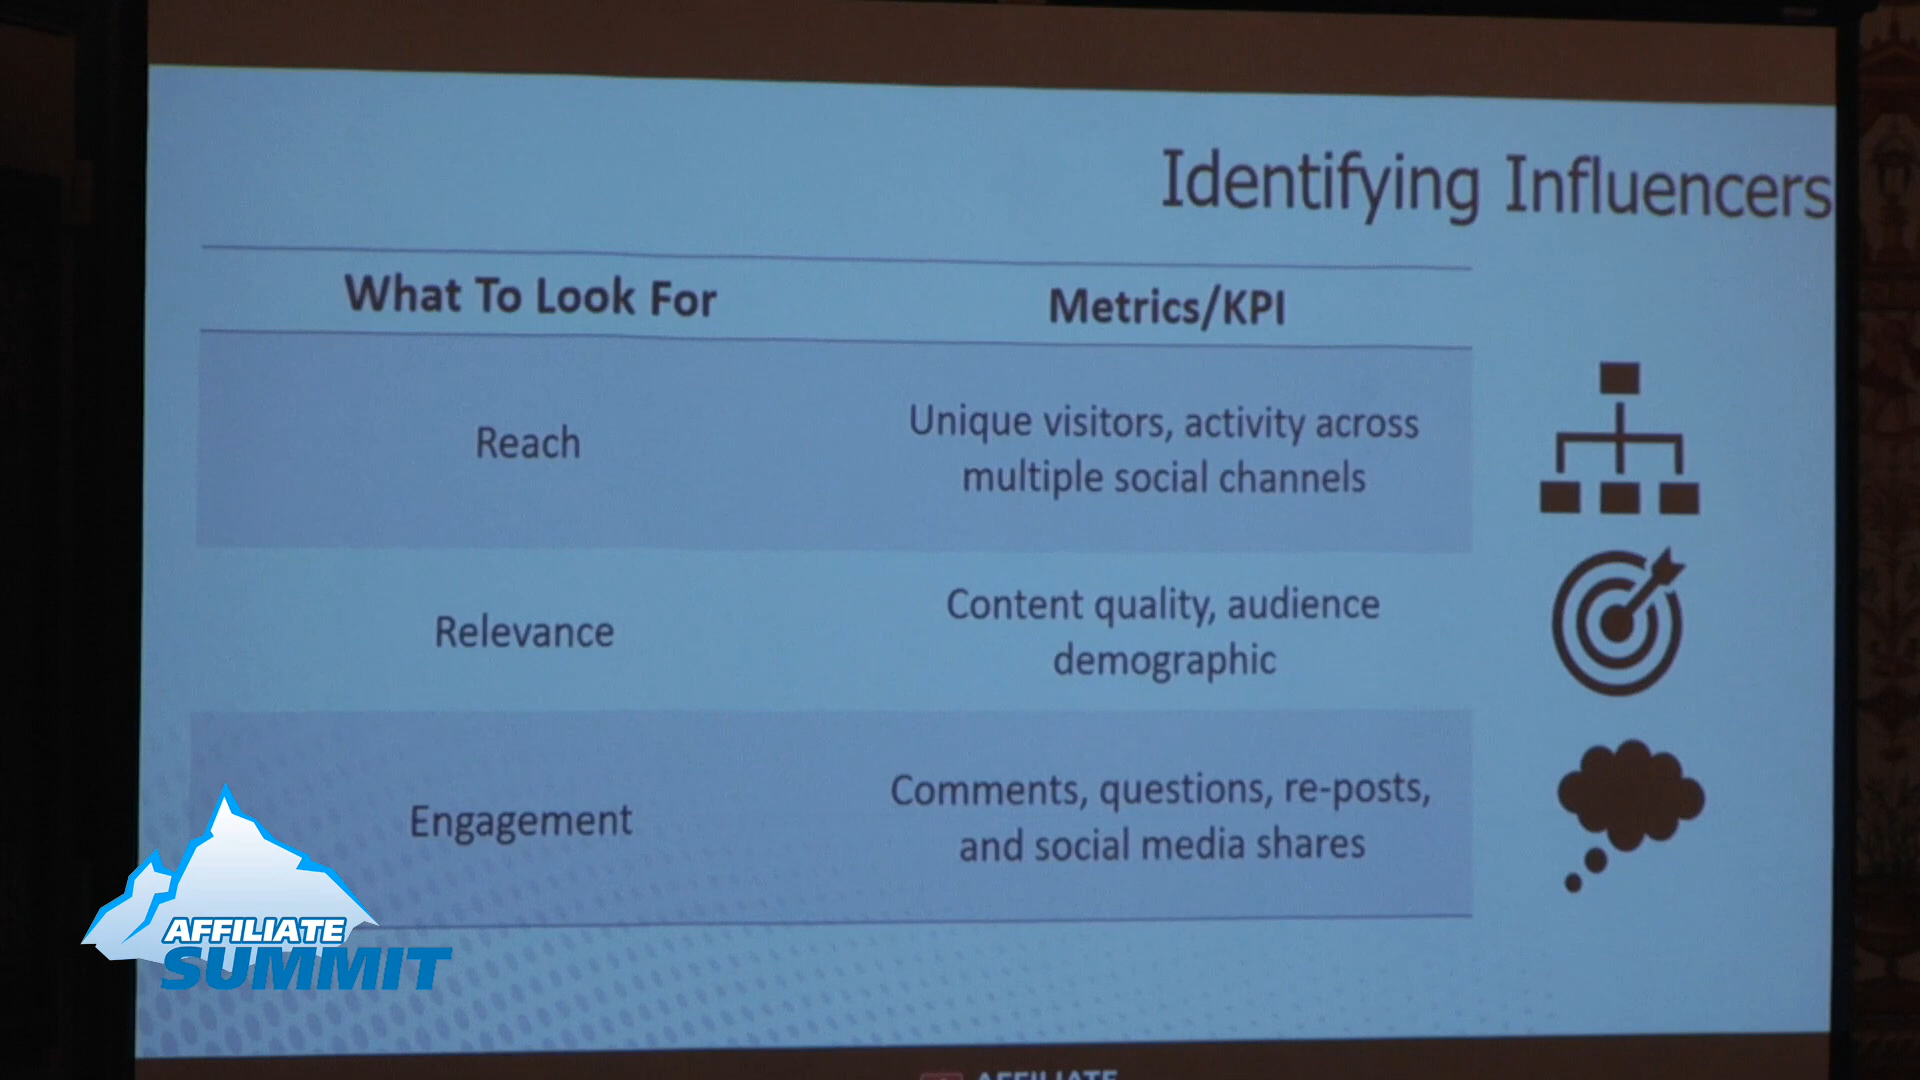 Identifying Influencers
What To Look For
Metrics/KPI
Reach
Unique visitors, activity across
multiple social channels
Relevance
Content quality, audience
demographic
Engagement
Comments, questions, re-posts,
and social media shares
AFFILIATE
SUMMIT
AFFILIATE